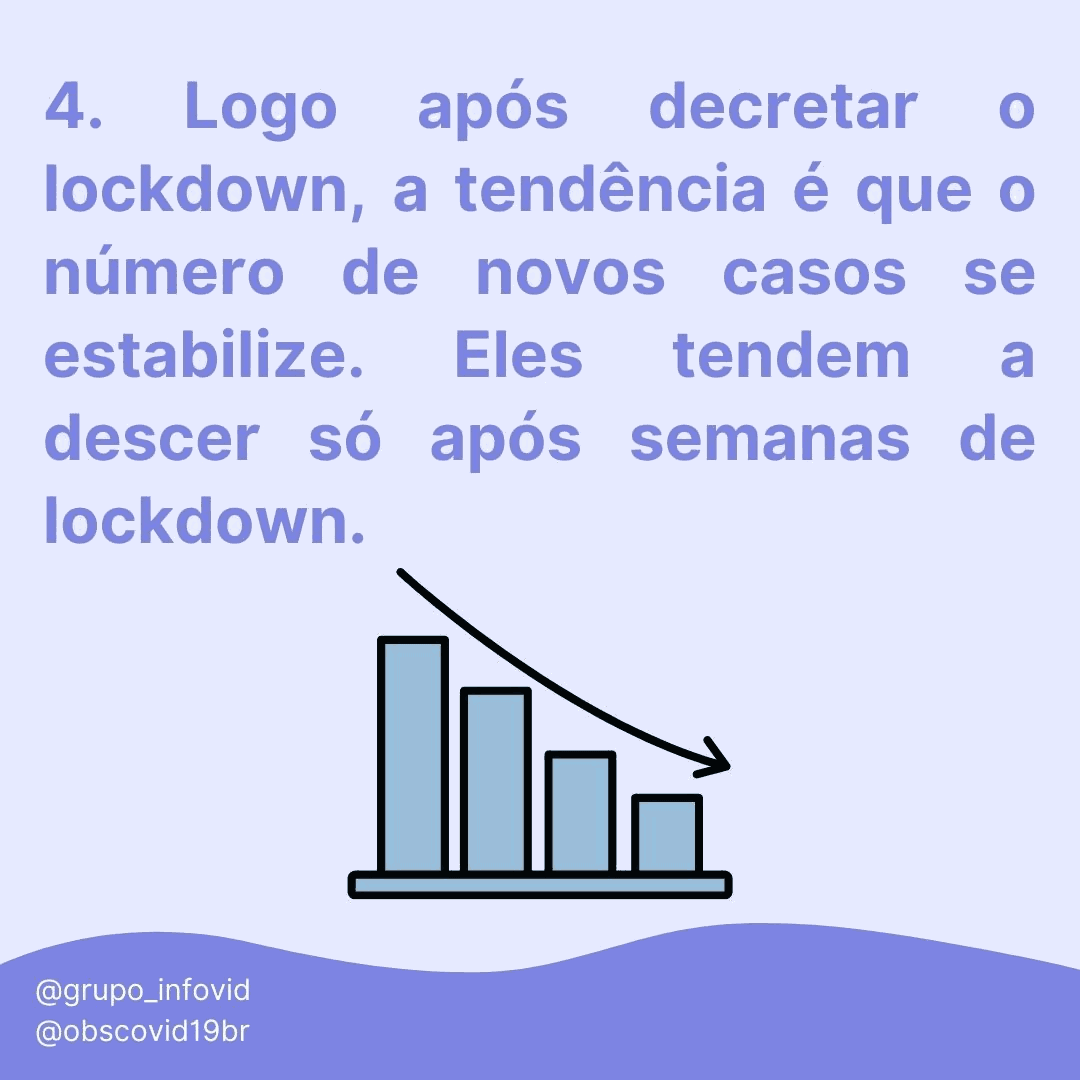 4. Logo após decretar o
lockdown, a tendência é que o
número de novos casos se
estabilize. Eles tendem a
descer só após semanas de
lockdown.
@grupo_infovid
@obscovid19br